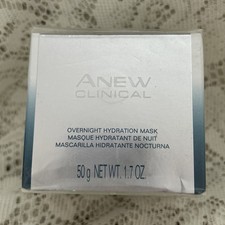 ANEW
CLINICAL
OVERNIGHT HYDRATION MASK
MASQUE HYDRATANT DE NUIT
MASCARILLA HIDRATANTE NOCTURNA
50 g NET WT. 1.7 OZ.